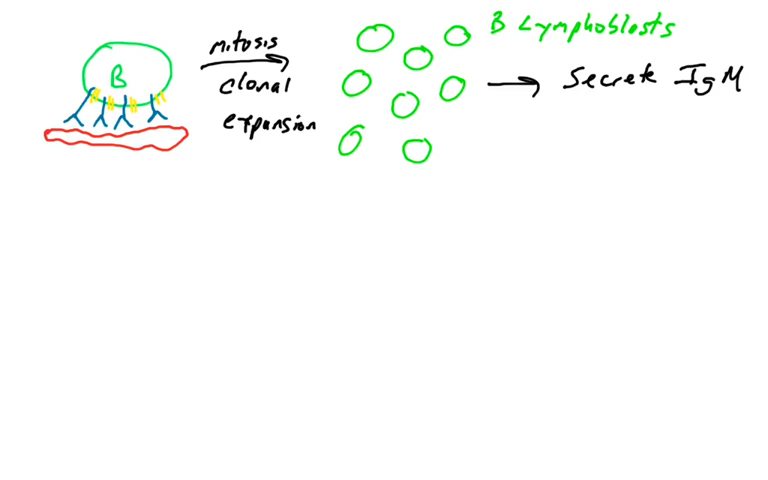 B
mitosis
clonal
expansion
B Lymphoblasts
Secrete IgM